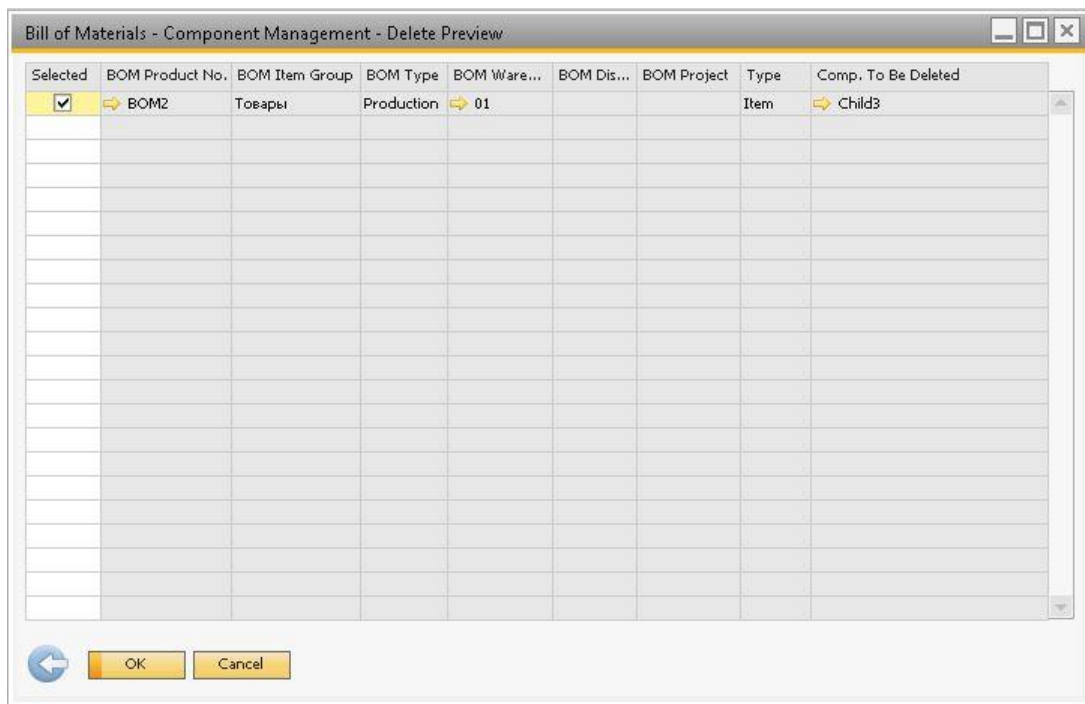 Bill of Materials - Component Management - Delete Preview
Selected BOM Product No. BOM Item Group BOM Type BOM Ware... BOM Dis... BOM Project Type Comp. To Be Deleted
BOM2 Товары Production 01 Item Child3
OK Cancel